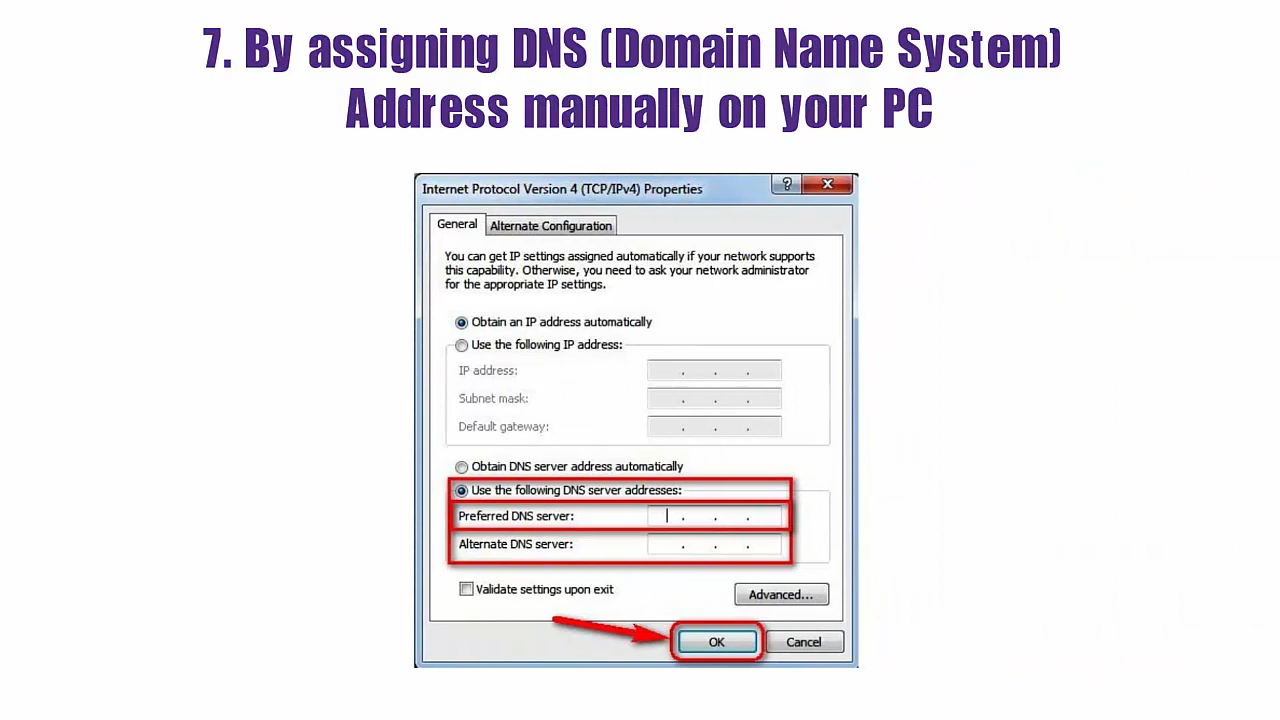 7. By assigning DNS (Domain Name System)
Address manually on your PC
Internet Protocol Version 4 (TCP/IPv4) Properties
?
General
Alternate Configuration
You can get IP settings assigned automatically if your network supports
this capability. Otherwise, you need to ask your network administrator
for the appropriate IP settings.
Obtain an IP address automatically
Use the following IP address:
IP address:
Subnet mask:
Default gateway:
Obtain DNS server address automatically
Use the following DNS server addresses:
Preferred DNS server:
Alternate DNS server:
Validate settings upon exit
Advanced...
OK
Cancel